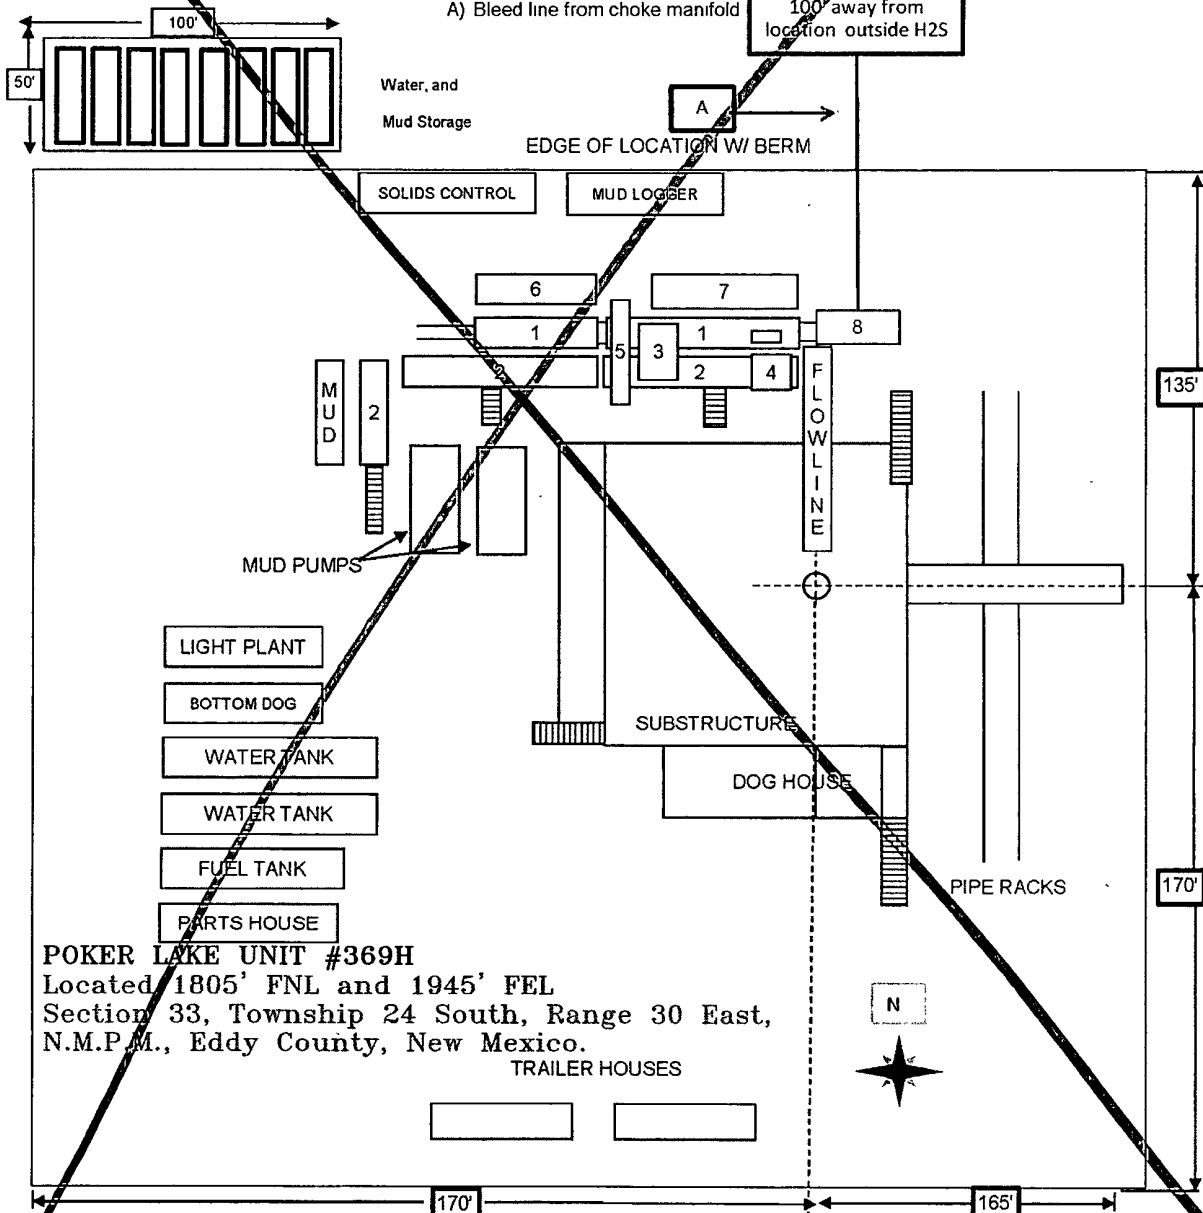 A) Bleed line from choke manifold
100' away from
location outside H2S
100'
50'
Water, and
Mud Storage
A
EDGE OF LOCATION W/ BERM
SOLIDS CONTROL
MUD LOGGER
6
7
1
1
8
5
3
2
2
4
MUD
2
FLOWLINE
135'
MUD PUMPS
LIGHT PLANT
BOTTOM DOG
WATER TANK
WATER TANK
FUEL TANK
PARTS HOUSE
SUBSTRUCTURE
DOG HOUSE
PIPE RACKS
170'
POKER LAKE UNIT #369H
Located 1805' FNL and 1945' FEL
Section 33, Township 24 South, Range 30 East,
N.M.P.M., Eddy County, New Mexico.
N
TRAILER HOUSES
170'
165'